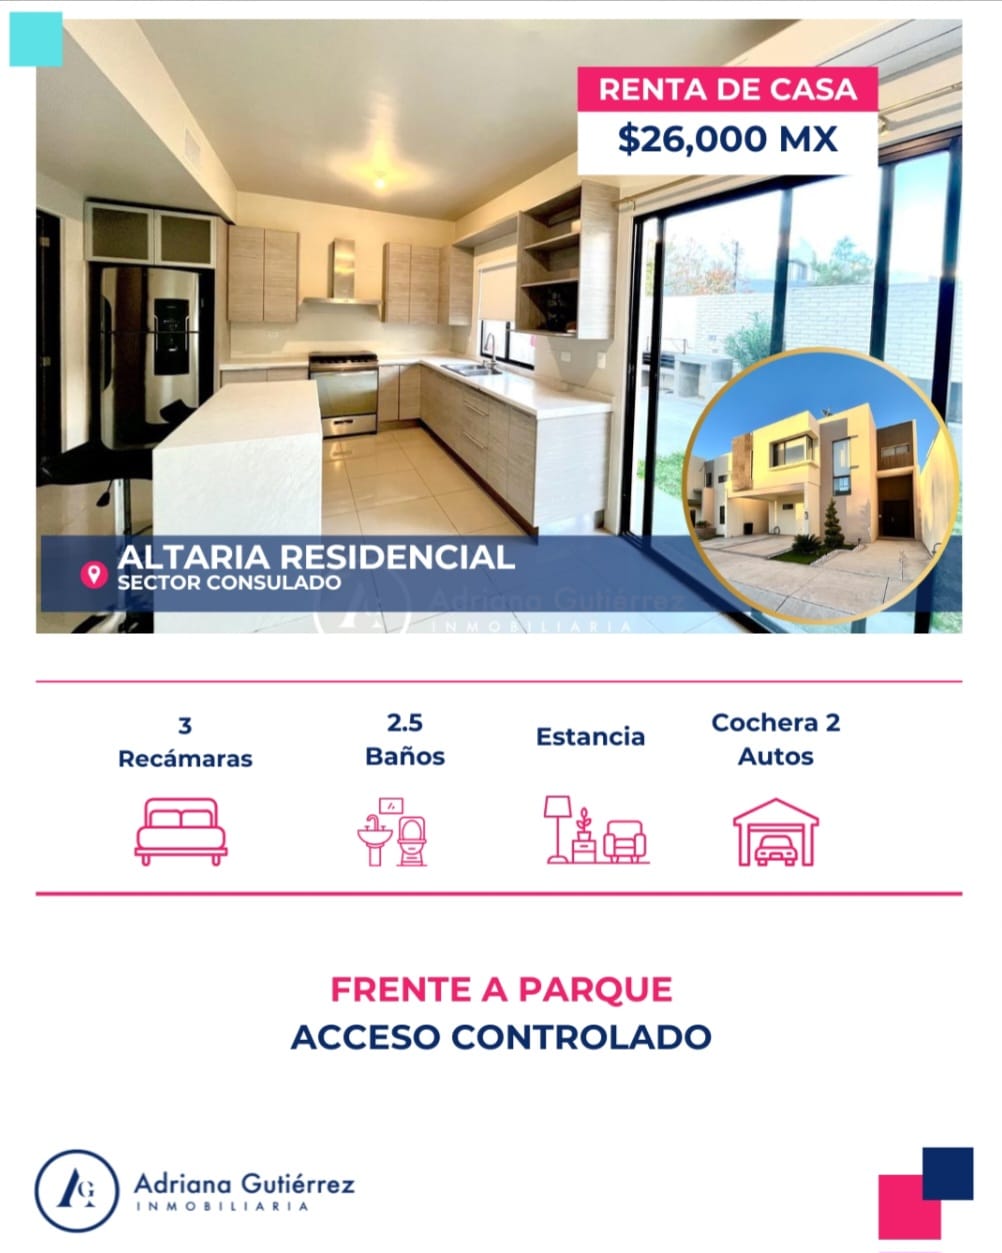 RENTA DE CASA
$26,000 MX
ALTARIA RESIDENCIAL
SECTOR CONSULADO
Adriana Gutiérrez
INMOBILIARIA
3
Recámaras
2.5
Baños
Estancia
Cochera 2
Autos
FRENTE A PARQUE
ACCESO CONTROLADO
AG
Adriana Gutiérrez
INMOBILIARIA